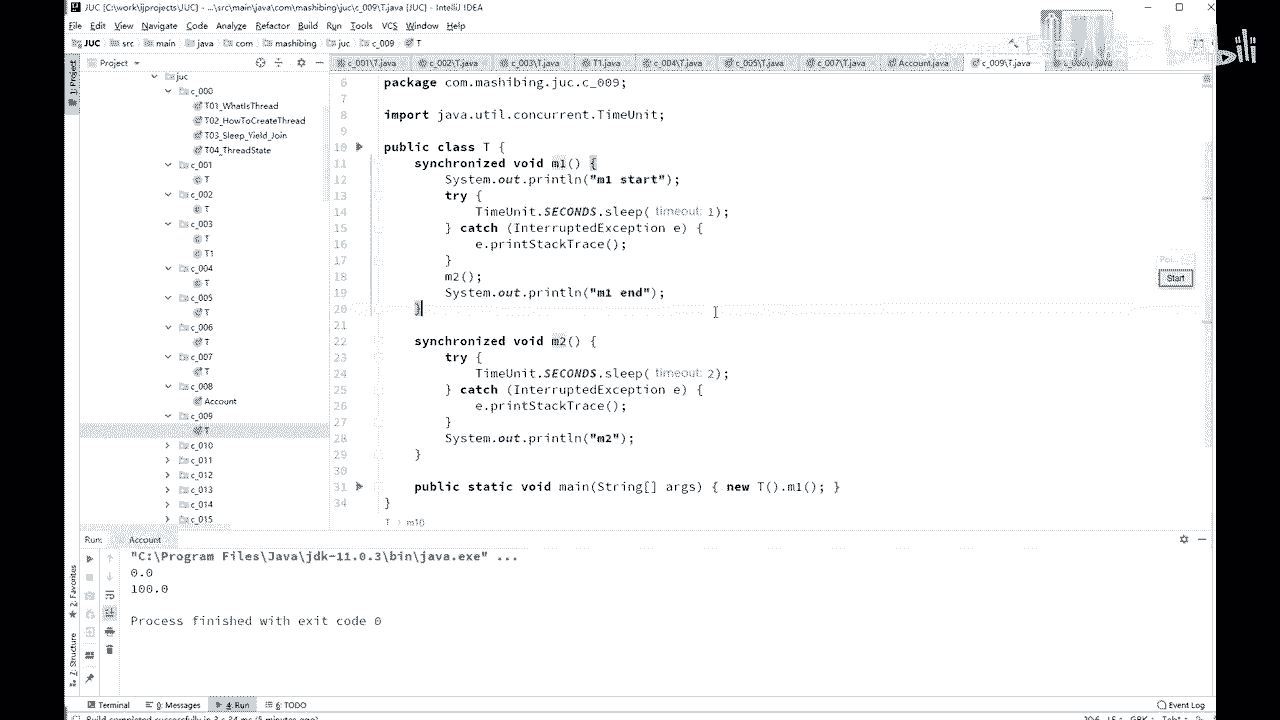 JUC [C:\work\ijprojects\JUC] - ...\src\main\java\com\mashibing\juc\c_009\T.java [JUC] - IntelliJ IDEA
File Edit View Navigate Code Analyze Refactor Build Run Tools VCS Window Help
JUC src main java com mashibing juc c_009 T
Project
c_001\T.java c_002\T.java c_003\T.java T1.java c_004\T.java c_005\T.java c_007\T.java Account.java c_009\T.java
1: Project
juc
c_000
T01_WhatIsThread
T02_HowToCreateThread
T03_Sleep_Yield_Join
T04_ThreadState
c_001
T
c_002
T
c_003
T
T1
c_004
T
c_005
T
c_006
T
c_007
T
c_008
Account
c_009
T
c_010
c_011
c_012
c_013
c_014
c_015
6 package com.mashibing.juc.c_009;
7
8 import java.util.concurrent.TimeUnit;
9
10 public class T {
11 synchronized void m1() {
12 System.out.println("m1 start");
13 try {
14 TimeUnit.SECONDS.sleep( timeout: 1);
15 } catch (InterruptedException e) {
16 e.printStackTrace();
17 }
18 m2();
19 System.out.println("m1 end");
20 }
21
22 synchronized void m2() {
23 try {
24 TimeUnit.SECONDS.sleep( timeout: 2);
25 } catch (InterruptedException e) {
26 e.printStackTrace();
27 }
28 System.out.println("m2");
29 }
30
31 public static void main(String[] args) { new T().m1(); }
34 }
T > m1()
Start
Run: Account
"C:\Program Files\Java\jdk-11.0.3\bin\java.exe" ...
0.0
100.0
Process finished with exit code 0
2: Favorites
Z: Structure
Terminal 0: Messages 4: Run 6: TODO
Event Log
Build completed successfully in 3 s 34 ms (5 minutes ago)